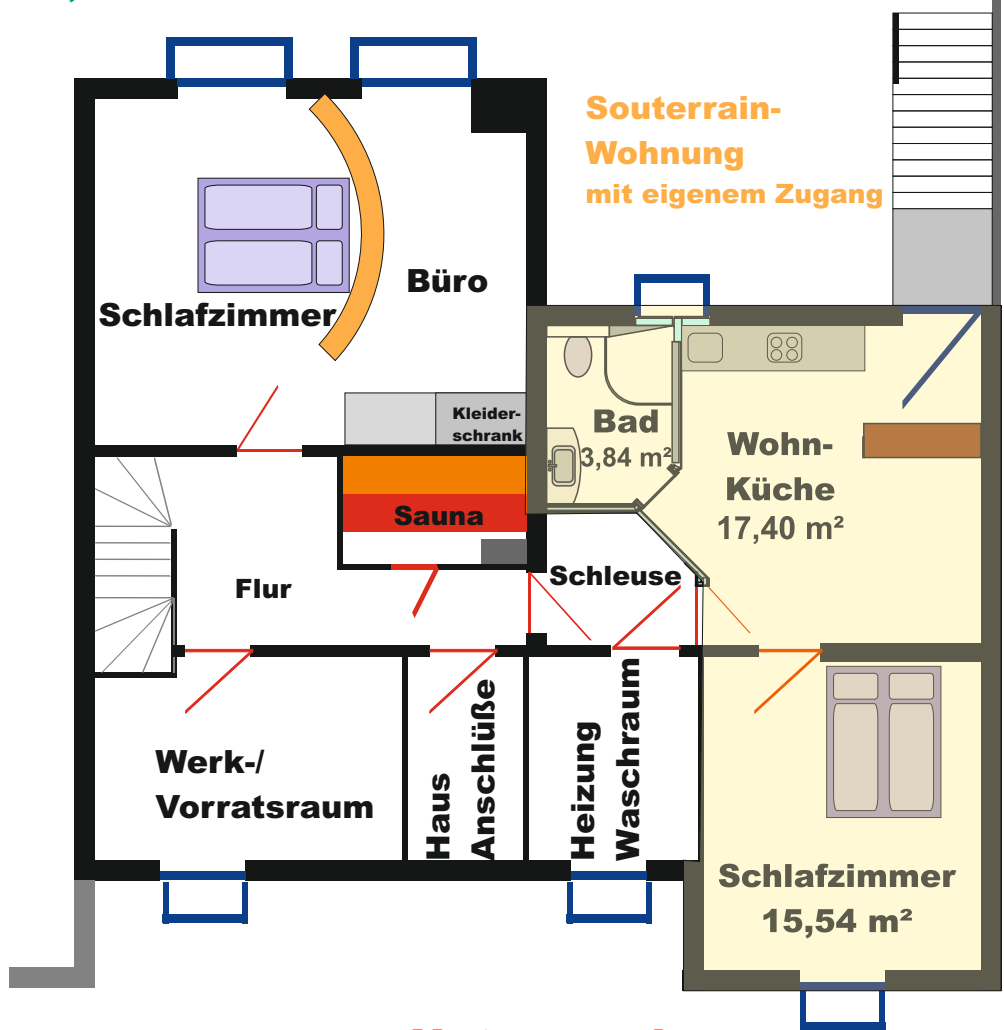 Souterrain-
Wohnung
mit eigenem Zugang
Büro
Schlafzimmer
Kleider-
schrank
Bad
3,84 m²
Wohn-
Küche
17,40 m²
Sauna
Schleuse
Flur
Werk-/
Vorratsraum
Haus
Anschlüße
Heizung
Waschraum
Schlafzimmer
15,54 m²